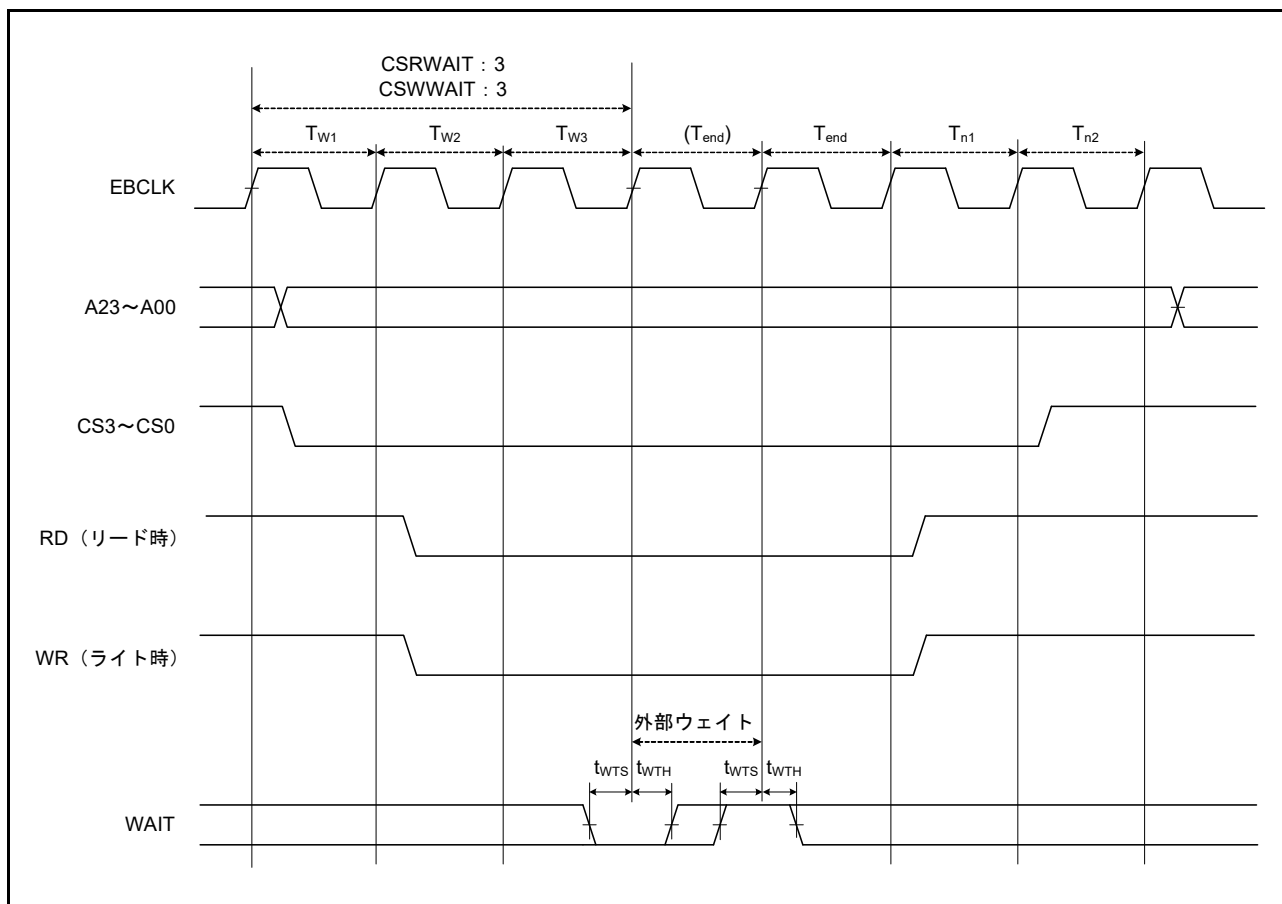 CSRWAIT : 3
CSWWAIT : 3
TW1 TW2 TW3 (Tend) Tend Tn1 Tn2
EBCLK
A23～A00
CS3～CS0
RD（リード時）
WR（ライト時）
外部ウェイト
tWTS tWTH tWTS tWTH
WAIT